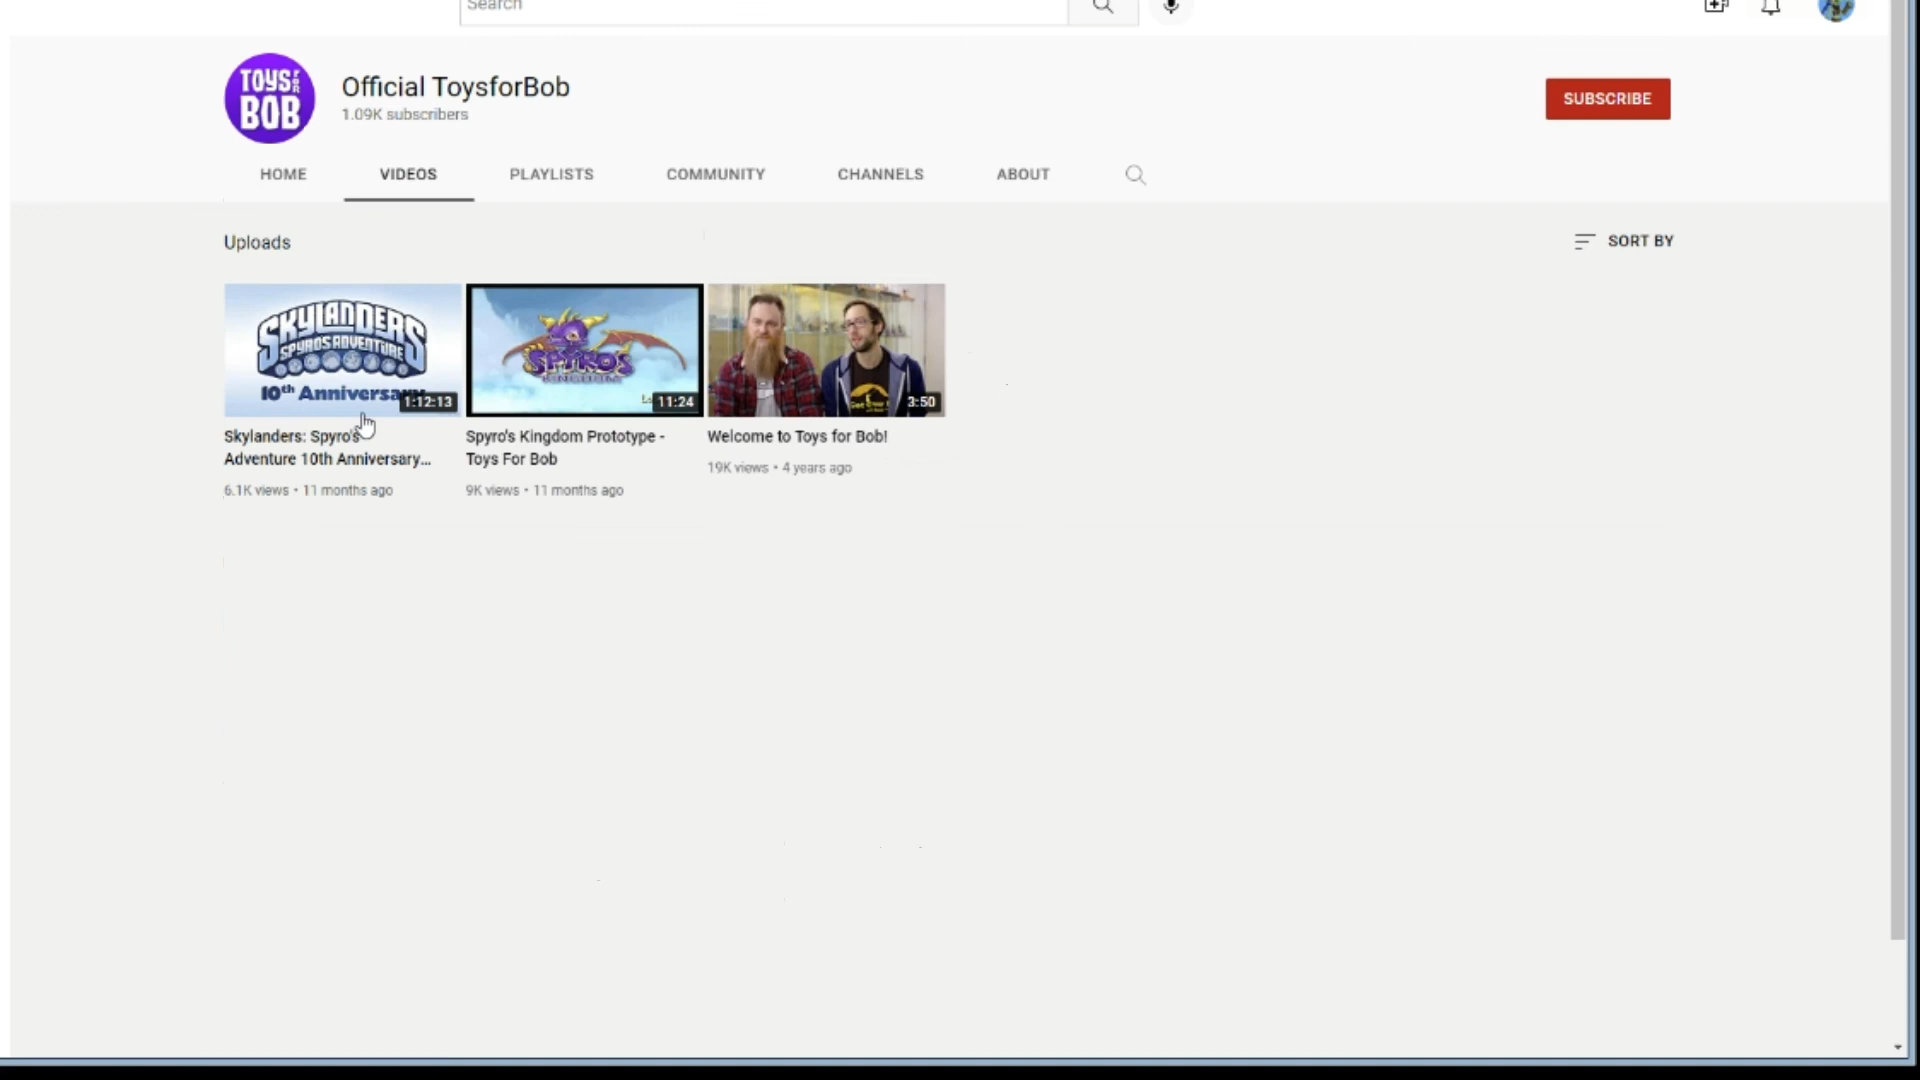 Search
TOYS FOR
BOB
Official ToysforBob
1.09K subscribers
SUBSCRIBE
HOME
VIDEOS
PLAYLISTS
COMMUNITY
CHANNELS
ABOUT
Uploads
SORT BY
SKYLANDERS
SPYROS ADVENTURE
10th Anniversary
1:12:13
SPYRO'S
KINGDOM
11:24
3:50
Skylanders: Spyro's
Adventure 10th Anniversary...
6.1K views • 11 months ago
Spyro's Kingdom Prototype -
Toys For Bob
9K views • 11 months ago
Welcome to Toys for Bob!
19K views • 4 years ago